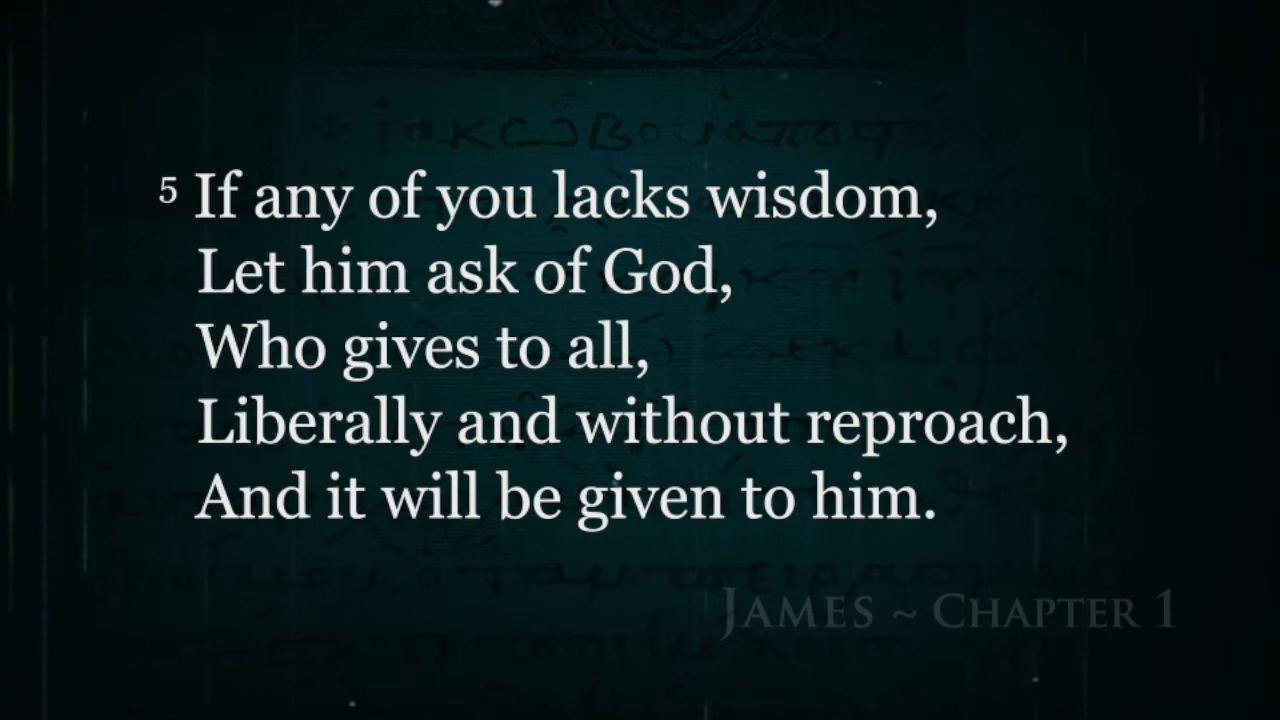 5 If any of you lacks wisdom,
Let him ask of God,
Who gives to all,
Liberally and without reproach,
And it will be given to him.
James ~ Chapter 1